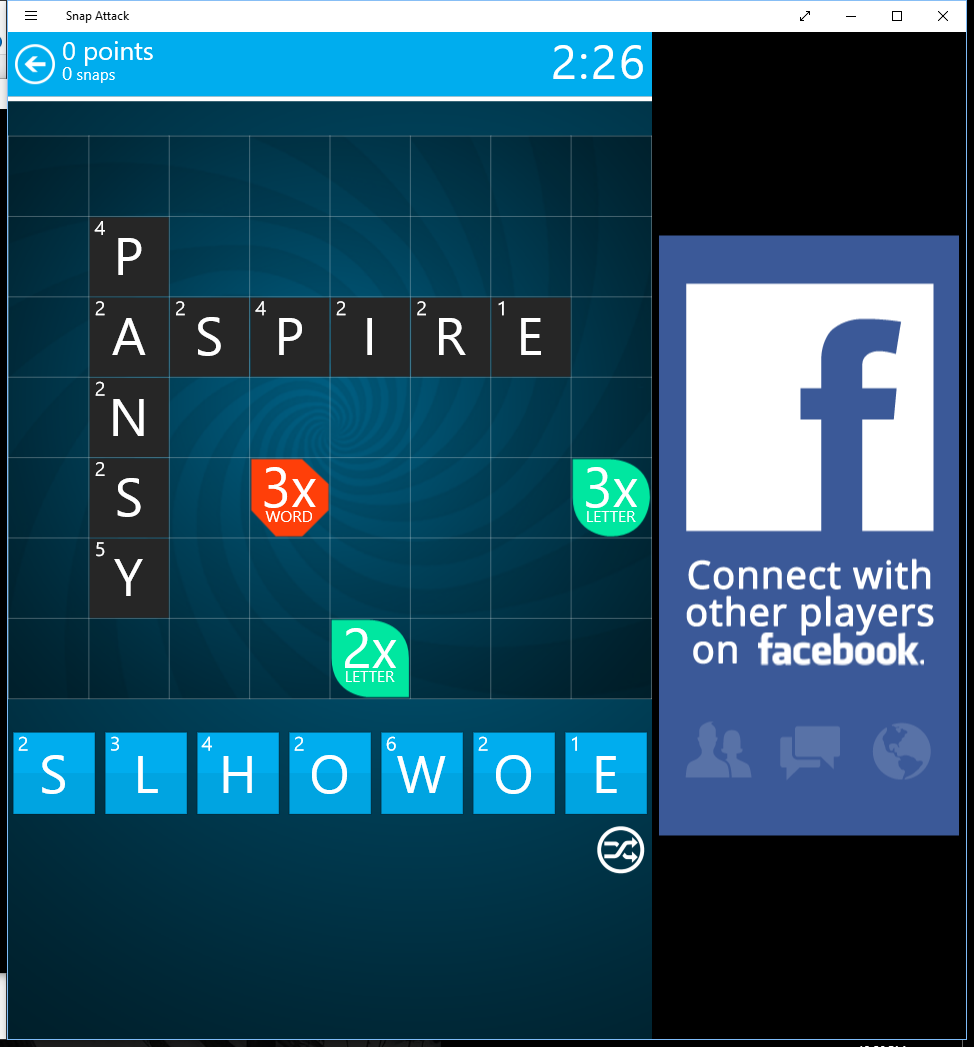 Snap Attack
0 points
0 snaps
2:26
4 P
2 A 2 S 4 P 2 I 2 R 1 E
2 N
2 S
3x WORD
3x LETTER
5 Y
2x LETTER
2 S 3 L 4 H 2 O 6 W 2 O 1 E
f
Connect with
other players
on facebook.